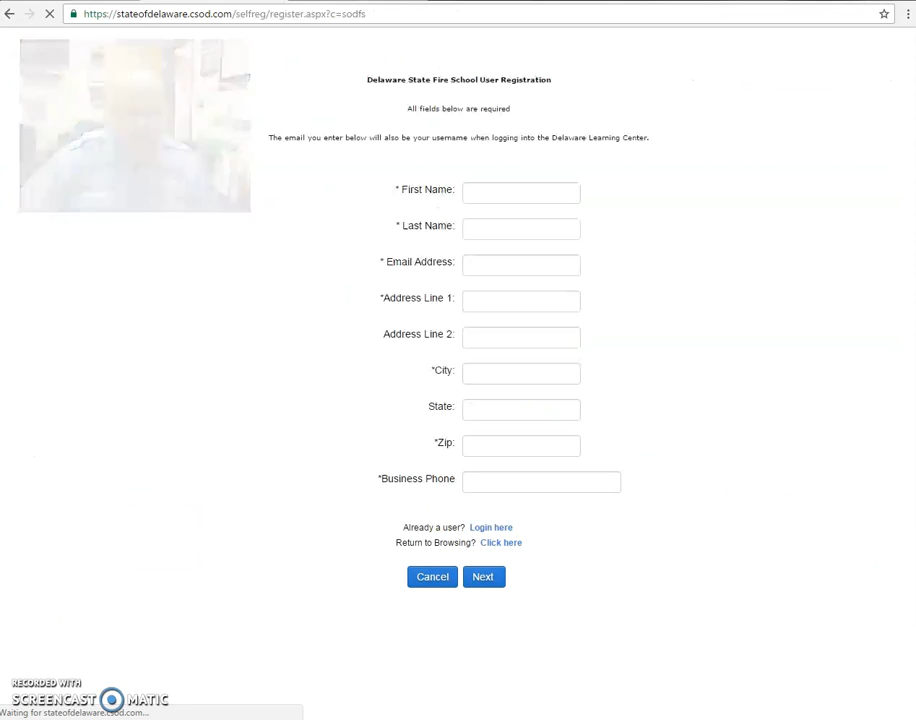 https://stateofdelaware.csod.com/selfreg/register.aspx?c=sodfs
Delaware State Fire School User Registration
All fields below are required
The email you enter below will also be your username when logging into the Delaware Learning Center.
* First Name:
* Last Name:
* Email Address:
*Address Line 1:
Address Line 2:
*City:
State:
*Zip:
*Business Phone
Already a user? Login here
Return to Browsing? Click here
Cancel Next
RECORDED WITH
SCREENCAST MATIC
Waiting for stateofdelaware.csod.com...